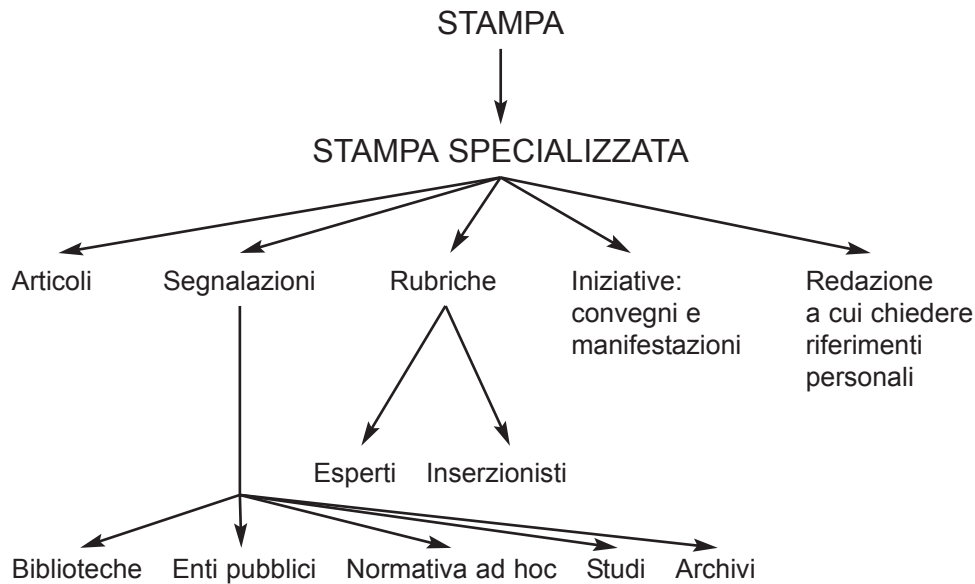 STAMPA
STAMPA SPECIALIZZATA
Articoli
Segnalazioni
Rubriche
Iniziative:
convegni e
manifestazioni
Redazione
a cui chiedere
riferimenti
personali
Esperti
Inserzionisti
Biblioteche
Enti pubblici
Normativa ad hoc
Studi
Archivi